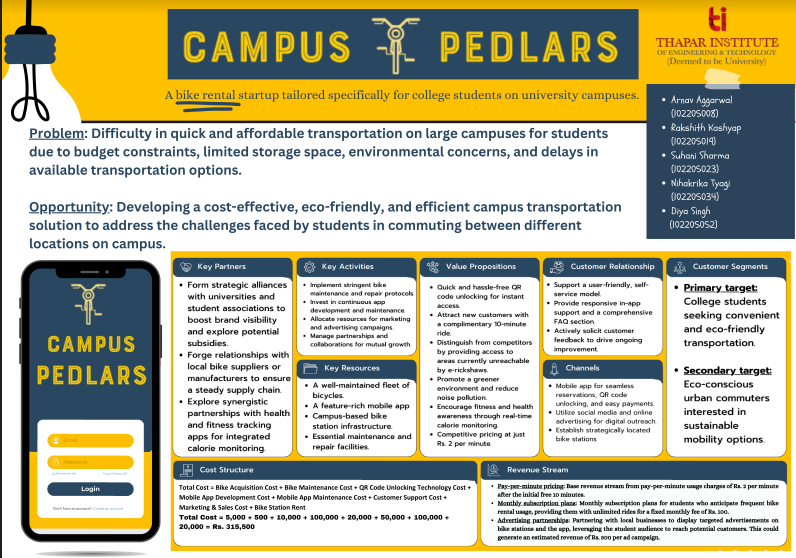 CAMPUS PEDLARS
ti
THAPAR INSTITUTE
OF ENGINEERING & TECHNOLOGY
(Deemed to be University)
A bike rental startup tailored specifically for college students on university campuses.
Arnav Aggarwal
(102205008)
Rakshith Kashyap
(102205019)
Suhani Sharma
(102205023)
Niharika Tyagi
(102205034)
Diya Singh
(102205052)
Problem: Difficulty in quick and affordable transportation on large campuses for students
due to budget constraints, limited storage space, environmental concerns, and delays in
available transportation options.
Opportunity: Developing a cost-effective, eco-friendly, and efficient campus transportation
solution to address the challenges faced by students in commuting between different
locations on campus.
CAMPUS
PEDLARS
Email
Password
Login
Don't have an account?
Key Partners
Form strategic alliances
with universities and
student associations to
boost brand visibility
and explore potential
subsidies.
Forge relationships with
local bike suppliers or
manufacturers to ensure
a steady supply chain.
Explore synergistic
partnerships with health
and fitness tracking
apps for integrated
calorie monitoring.
Key Activities
Implement stringent bike
maintenance and repair protocols.
Invest in continuous app
development and maintenance.
Allocate resources for marketing
and advertising campaigns.
Manage partnerships and
collaborations for mutual growth.
Key Resources
A well-maintained fleet of
bicycles.
A feature-rich mobile app
Campus-based bike
station infrastructure.
Essential maintenance and
repair facilities.
Value Propositions
Quick and hassle-free QR
code unlocking for instant
access.
Attract new customers with
a complimentary 10-minute
ride.
Distinguish from competitors
by providing access to
areas currently unreachable
by e-rickshaws.
Promote a greener
environment and reduce
noise pollution.
Encourage fitness and health
awareness through real-time
calorie monitoring.
Competitive pricing at just
Rs. 2 per minute.
Customer Relationship
Support a user-friendly, self-
service model.
Provide responsive in-app
support and a comprehensive
FAQ section.
Actively solicit customer
feedback to drive ongoing
improvement.
Channels
Mobile app for seamless
reservations, QR code
unlocking, and easy payments.
Utilize social media and online
advertising for digital outreach.
Establish strategically located
bike stations
Customer Segments
Primary target:
College students
seeking convenient
and eco-friendly
transportation.
Secondary target:
Eco-conscious
urban commuters
interested in
sustainable
mobility options.
Cost Structure
Total Cost = Bike Acquisition Cost + Bike Maintenance Cost + QR Code Unlocking Technology Cost +
Mobile App Development Cost + Mobile App Maintenance Cost + Customer Support Cost +
Marketing & Sales Cost + Bike Station Rent
Total Cost = 5,000 + 500 + 10,000 + 100,000 + 20,000 + 50,000 + 100,000 +
20,000 = Rs. 315,500
Revenue Stream
Pay-per-minute pricing: Base revenue stream from pay-per-minute usage charges of Rs. 2 per minute
after the initial free 10 minutes.
Monthly subscription plans: Monthly subscription plans for students who anticipate frequent bike
rental usage, providing them with unlimited rides for a fixed monthly fee of Rs. 100.
Advertising partnerships: Partnering with local businesses to display targeted advertisements on
bike stations and the app, leveraging the student audience to reach potential customers. This could
generate an estimated revenue of Rs. 500 per ad campaign.